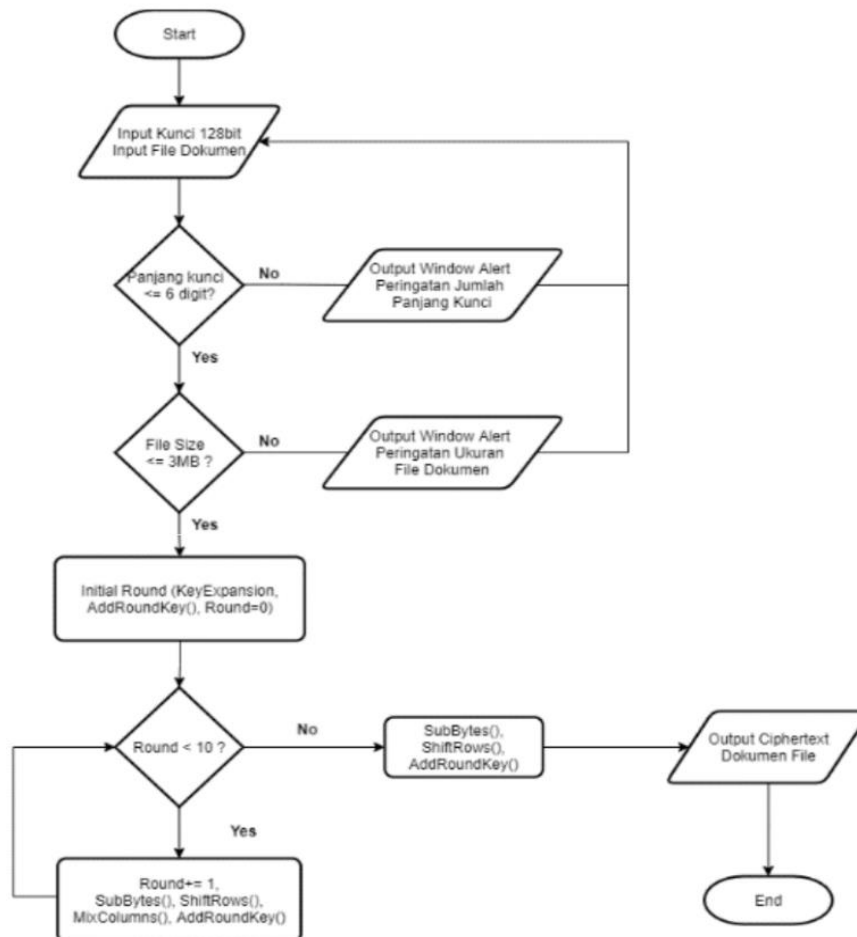 Start
Input Kunci 128bit
Input File Dokumen
Panjang kunci
<= 6 digit?
No
Output Window Alert
Peringatan Jumlah
Panjang Kunci
Yes
File Size
<= 3MB ?
No
Output Window Alert
Peringatan Ukuran
File Dokumen
Yes
Initial Round (KeyExpansion,
AddRoundKey(), Round=0)
Round < 10 ?
No
SubBytes(),
ShiftRows(),
AddRoundKey()
Output Ciphertext
Dokumen File
Yes
Round+= 1,
SubBytes(), ShiftRows(),
MixColumns(), AddRoundKey()
End